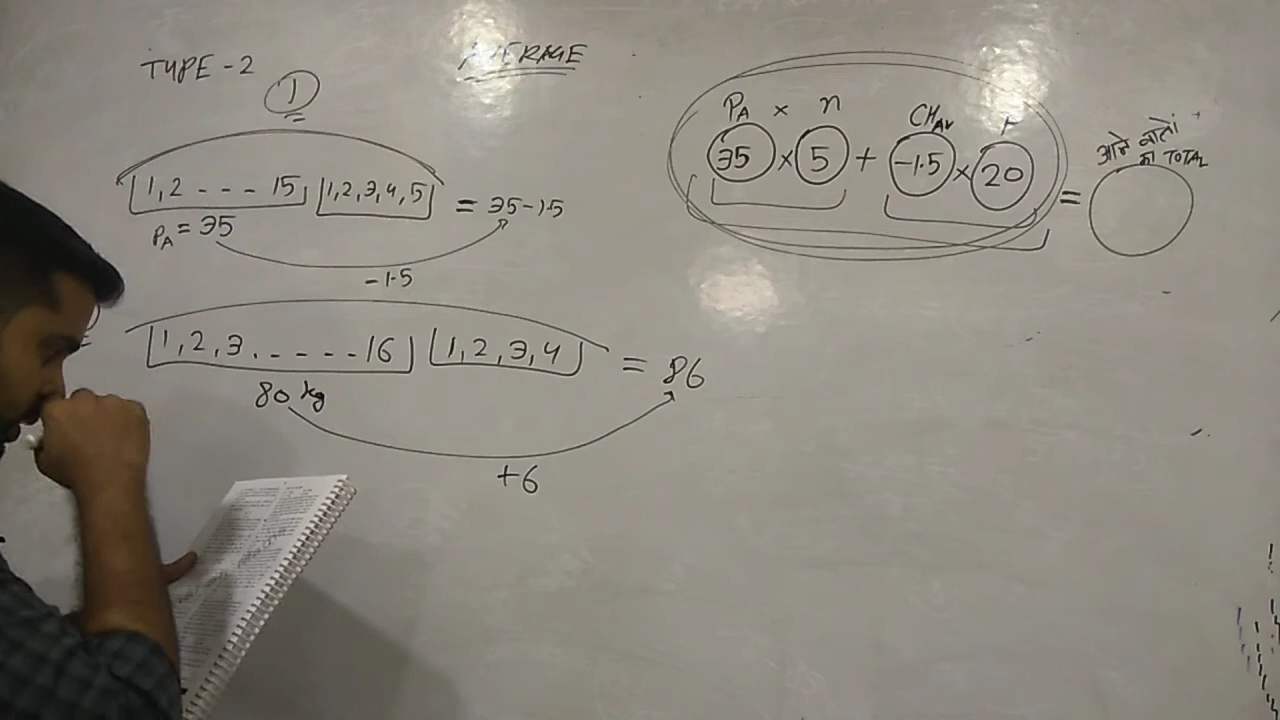 TYPE-2
AVERAGE
1
1,2 - - - 15 1,2,3,4,5 = 35-1.5
PA = 35
-1.5
1,2,3. - - - - 16 1,2,3,4 = 86
80 kg
+6
PA × n CHAv
35 × 5 + -1.5 × 20 =
आने वालों का TOTAL